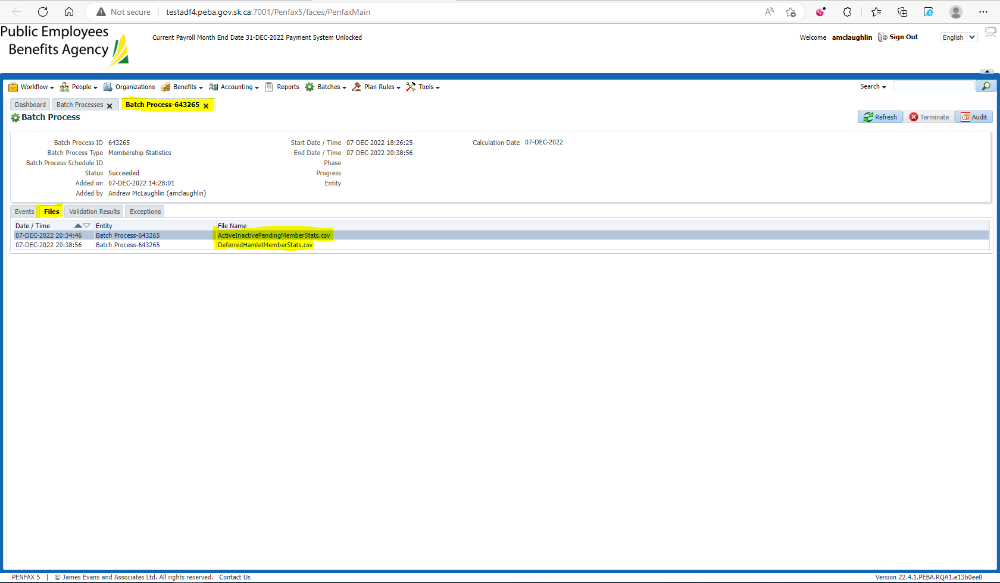 Not secure | testadf4.peba.gov.sk.ca:7001/Penfax5/faces/PenfaxMain
Public Employees
Benefits Agency
Current Payroll Month End Date 31-DEC-2022 Payment System Unlocked
Welcome amclaughlin Sign Out English
Workflow People Organizations Benefits Accounting Reports Batches Plan Rules Tools Search
Dashboard Batch Processes Batch Process-643265
Batch Process Refresh Terminate Audit
Batch Process ID 643265 Start Date / Time 07-DEC-2022 18:26:25 Calculation Date 07-DEC-2022
Batch Process Type Membership Statistics End Date / Time 07-DEC-2022 20:38:56
Batch Process Schedule ID Phase
Status Succeeded Progress
Added on 07-DEC-2022 14:28:01 Entity
Added by Andrew McLaughlin (amclaughlin)
Events Files Validation Results Exceptions
Date / Time Entity File Name
07-DEC-2022 20:34:46 Batch Process-643265 ActiveInactivePendingMemberStats.csv
07-DEC-2022 20:38:56 Batch Process-643265 DeferredHamletMemberStats.csv
PENFAX 5 | © James Evans and Associates Ltd. All rights reserved. Contact Us Version 22.4.1.PEBA.RQA1.e13b0ee0